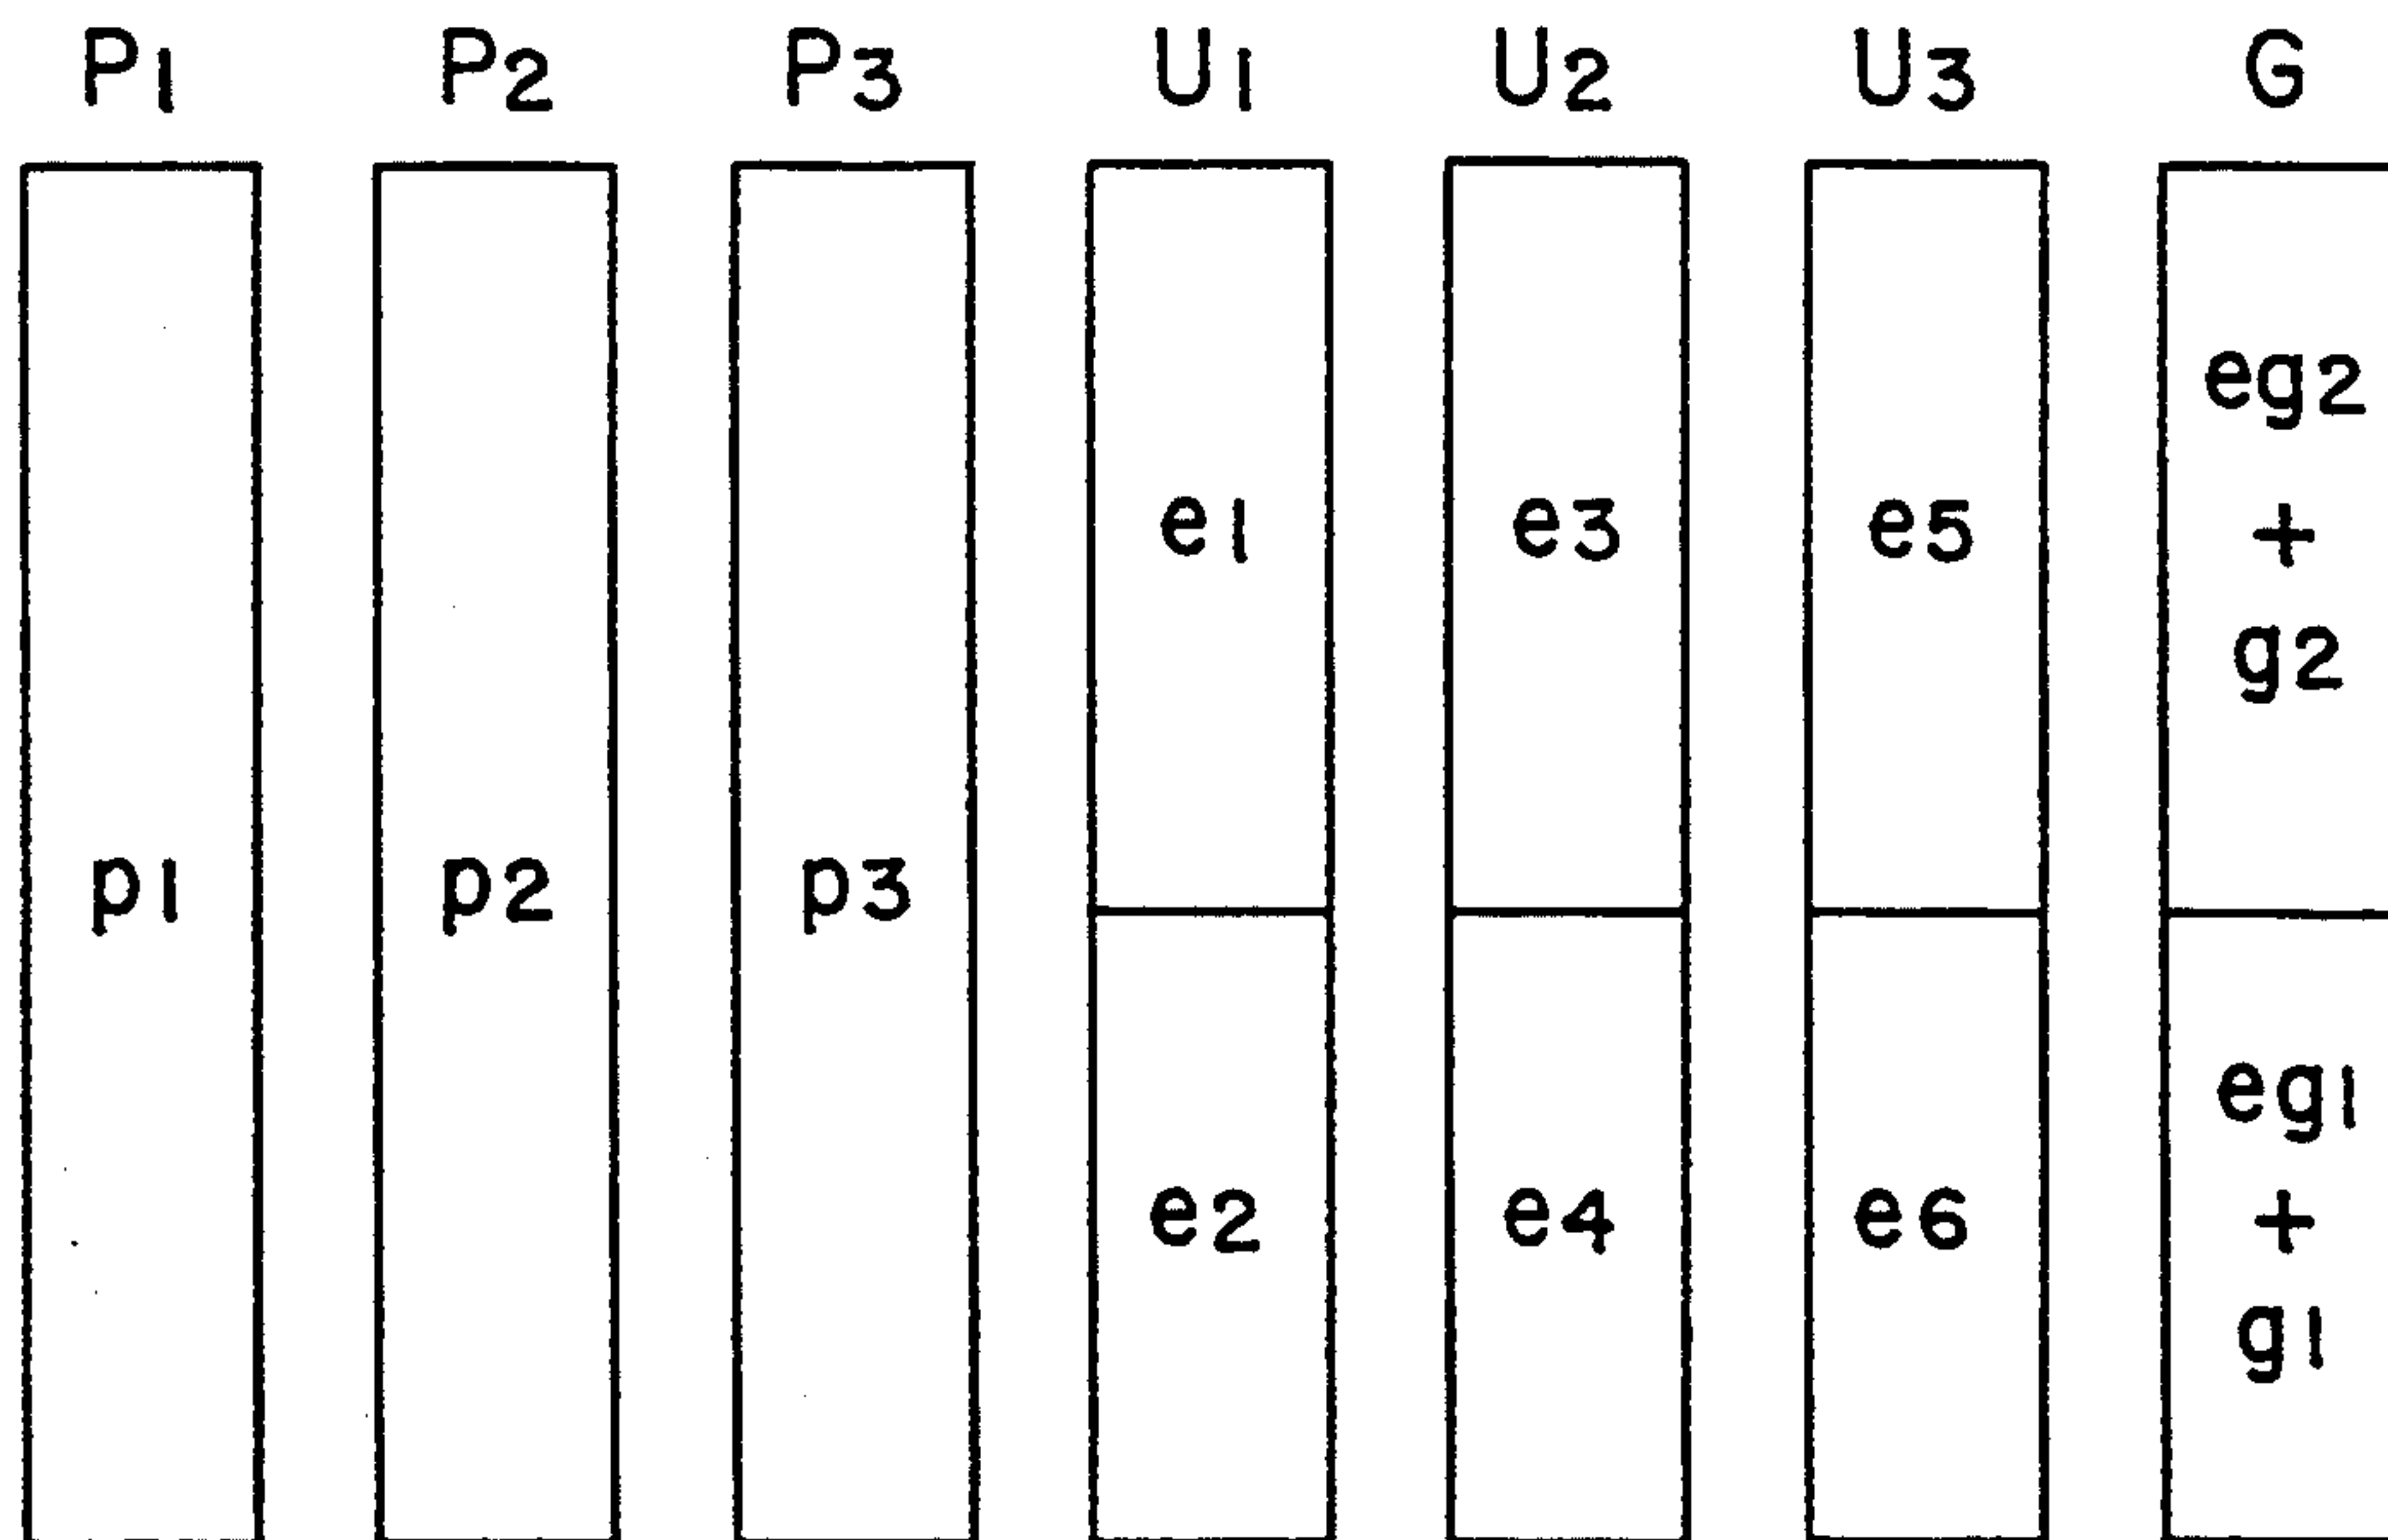 P1 P2 P3 U1 U2 U3 G
eg2
e1 e3 e5 +
g2
p1 p2 p3
eg1
e2 e4 e6 +
g1